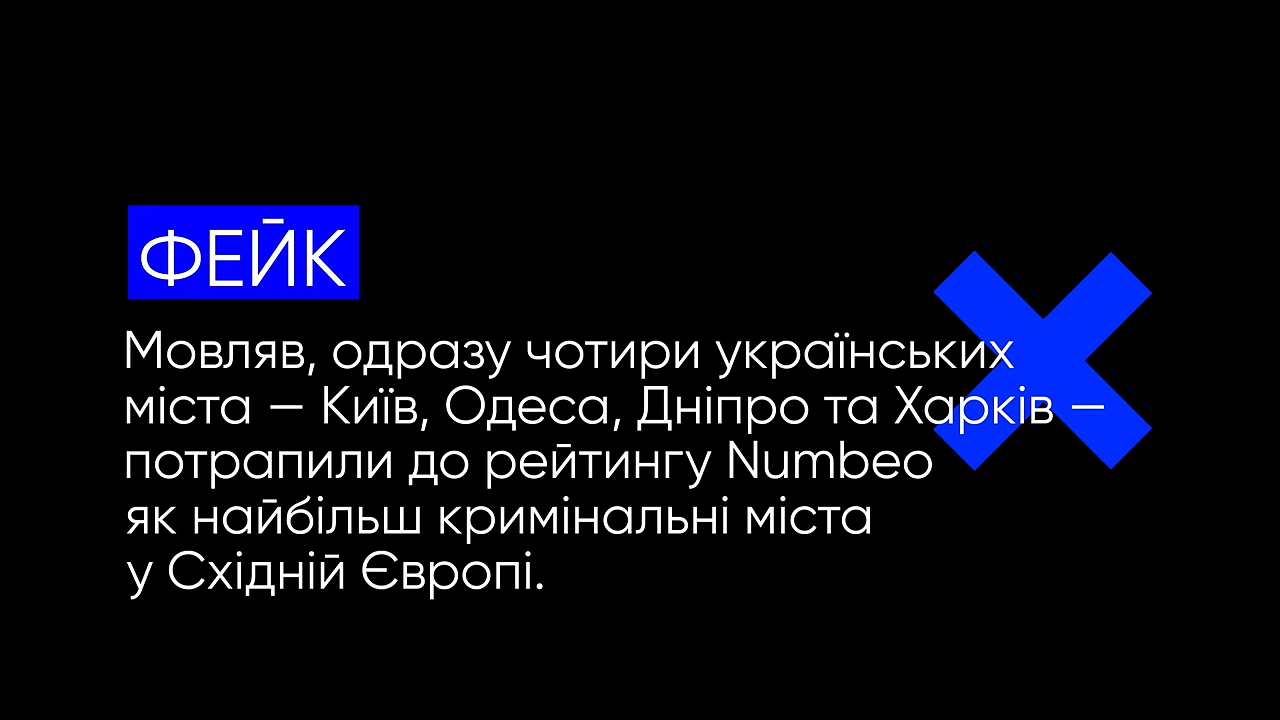 ФЕЙК
Мовляв, одразу чотири українських
міста — Київ, Одеса, Дніпро та Харків —
потрапили до рейтингу Numbeo
як найбільш кримінальні міста
у Східній Європі.